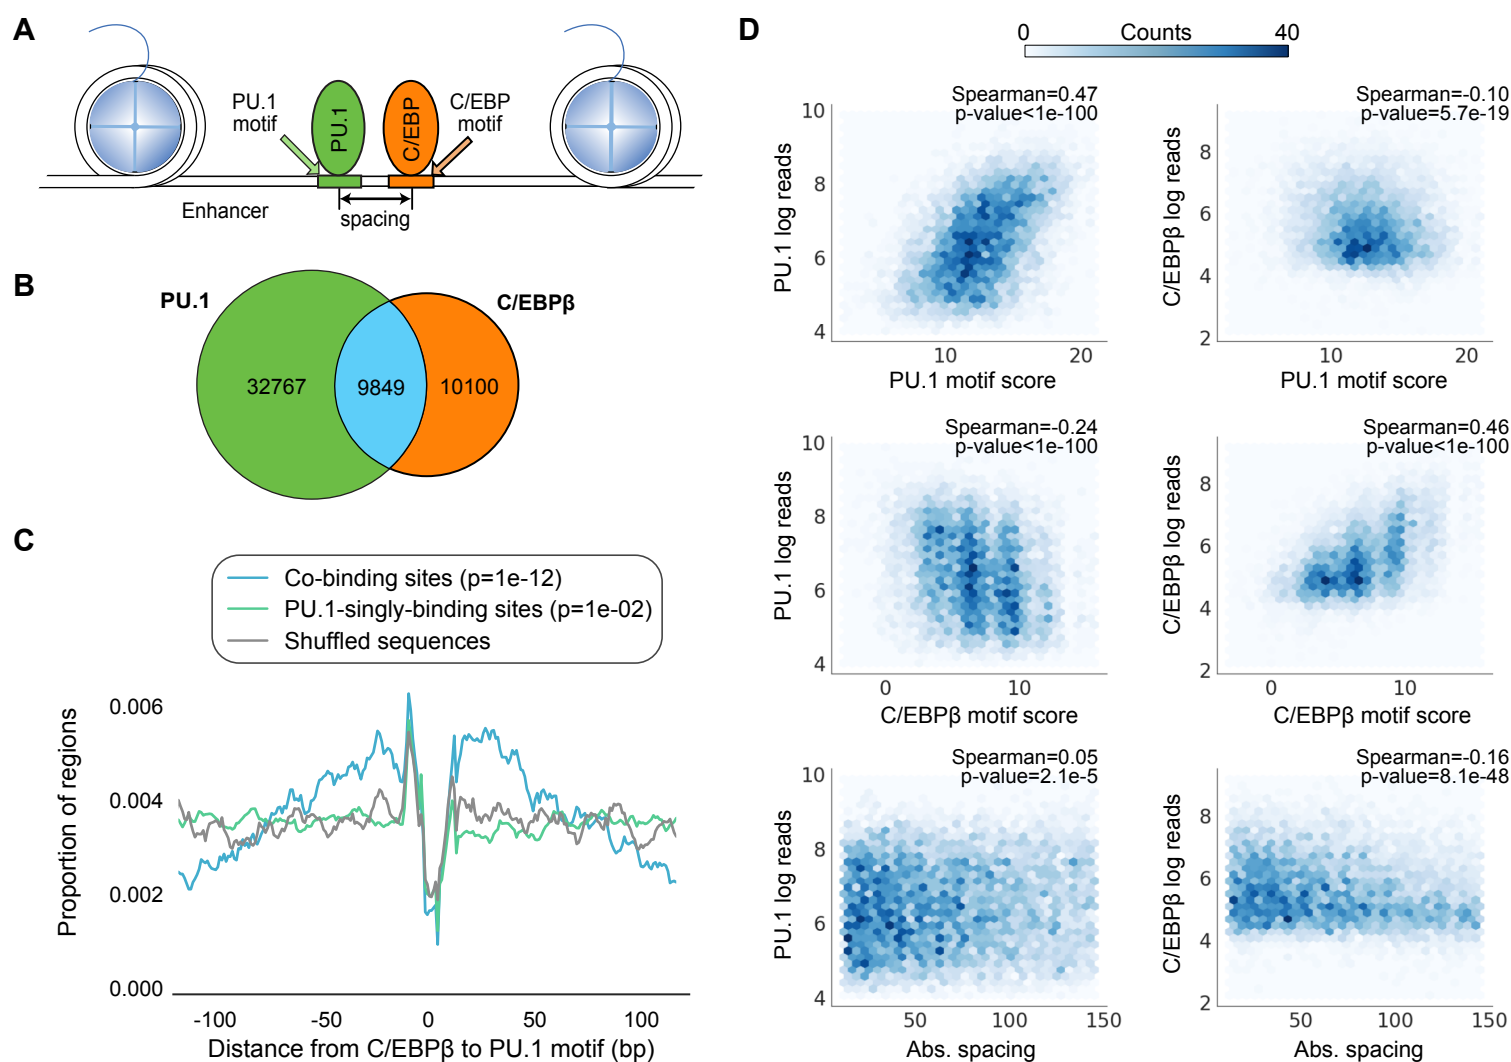 A
PU.1
motif
PU.1
C/EBP
C/EBP
motif
Enhancer
spacing
B
PU.1
C/EBPβ
32767
9849
10100
C
Co-binding sites (p=1e-12)
PU.1-singly-binding sites (p=1e-02)
Shuffled sequences
Proportion of regions
0.006
0.004
0.002
0.000
-100
-50
0
50
100
Distance from C/EBPβ to PU.1 motif (bp)
D
0
Counts
40
Spearman=0.47
p-value<1e-100
PU.1 log reads
10
8
6
4
10
20
PU.1 motif score
Spearman=-0.10
p-value=5.7e-19
C/EBPβ log reads
8
6
4
2
10
20
PU.1 motif score
Spearman=-0.24
p-value<1e-100
PU.1 log reads
10
8
6
4
0
10
C/EBPβ motif score
Spearman=0.46
p-value<1e-100
C/EBPβ log reads
8
6
4
2
0
10
C/EBPβ motif score
Spearman=0.05
p-value=2.1e-5
PU.1 log reads
10
8
6
4
50
100
150
Abs. spacing
Spearman=-0.16
p-value=8.1e-48
C/EBPβ log reads
8
6
4
2
50
100
150
Abs. spacing